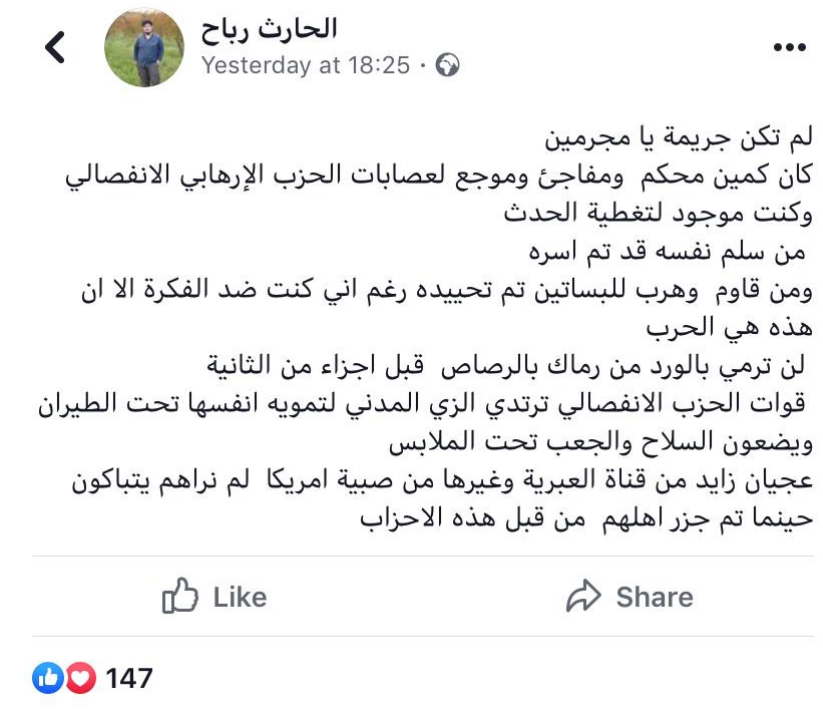 الحارث رباح
Yesterday at 18:25 ·
لم تكن جريمة يا مجرمين
كان كمين محكم ومفاجئ وموجع لعصابات الحزب الإرهابي الانفصالي
وكنت موجود لتغطية الحدث
من سلم نفسه قد تم اسره
ومن قاوم وهرب للبساتين تم تحييده رغم اني كنت ضد الفكرة الا ان
هذه هي الحرب
لن ترمي بالورد من رماك بالرصاص قبل اجزاء من الثانية
قوات الحزب الانفصالي ترتدي الزي المدني لتمويه انفسها تحت الطيران
ويضعون السلاح والجعب تحت الملابس
عجيان زايد من قناة العبرية وغيرها من صبية امريكا لم نراهم يتباكون
حينما تم جزر اهلهم من قبل هذه الاحزاب
Like
Share
147